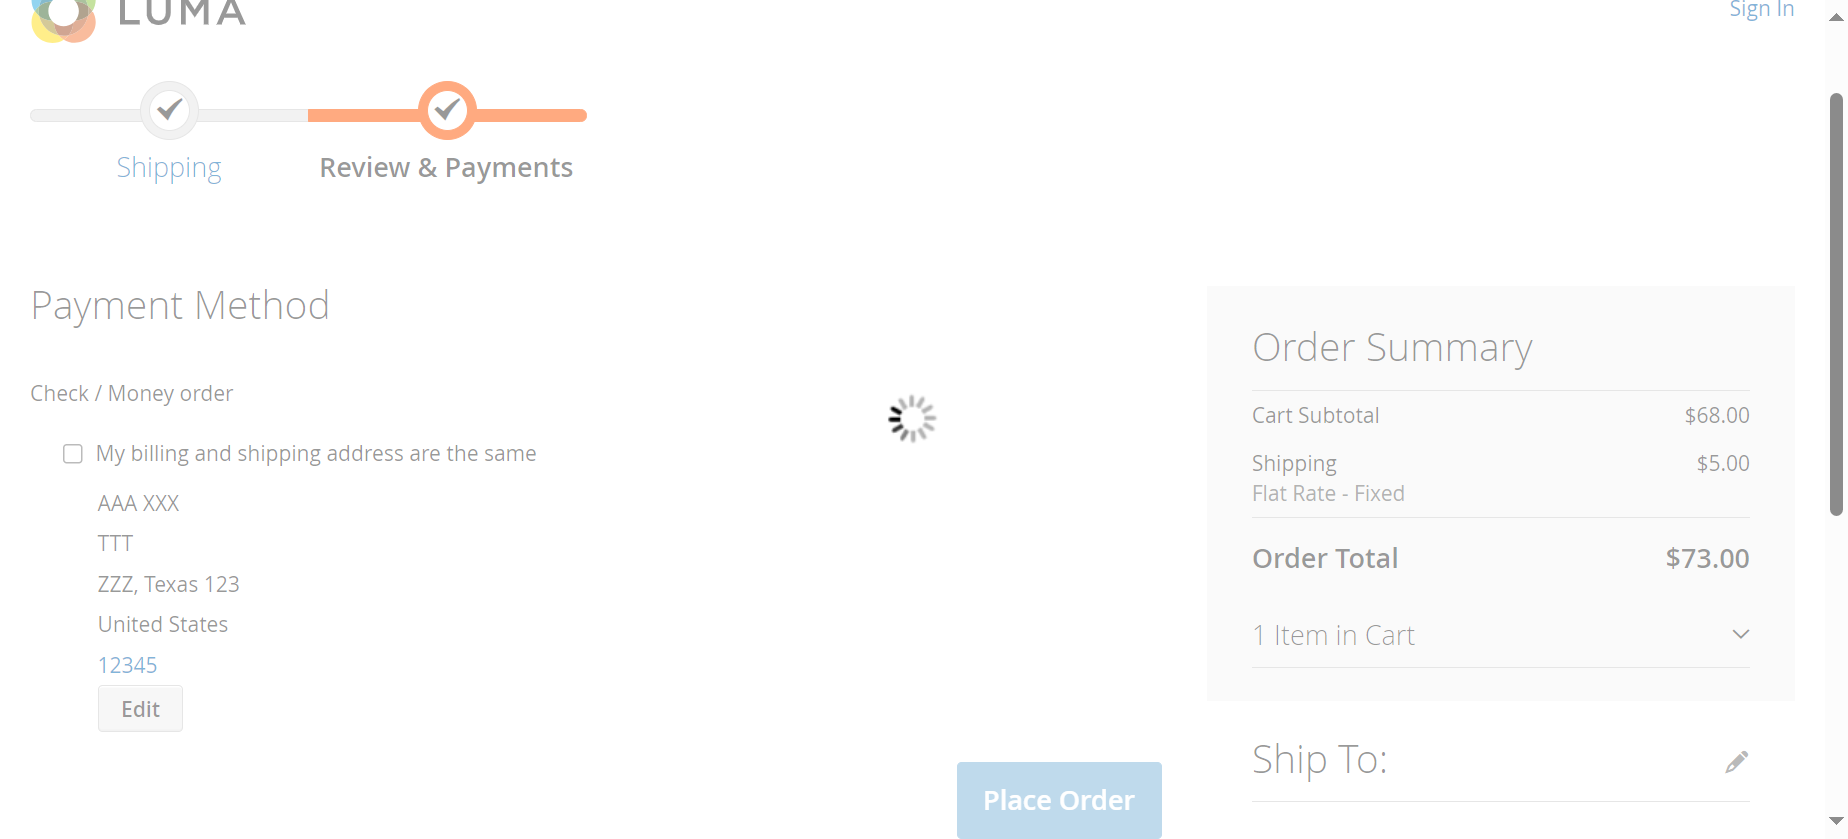 LUMA
Sign In
Shipping
Review & Payments
Payment Method
Check / Money order
My billing and shipping address are the same
AAA XXX
TTT
ZZZ, Texas 123
United States
12345
Edit
Place Order
Order Summary
Cart Subtotal $68.00
Shipping $5.00
Flat Rate - Fixed
Order Total $73.00
1 Item in Cart
Ship To: